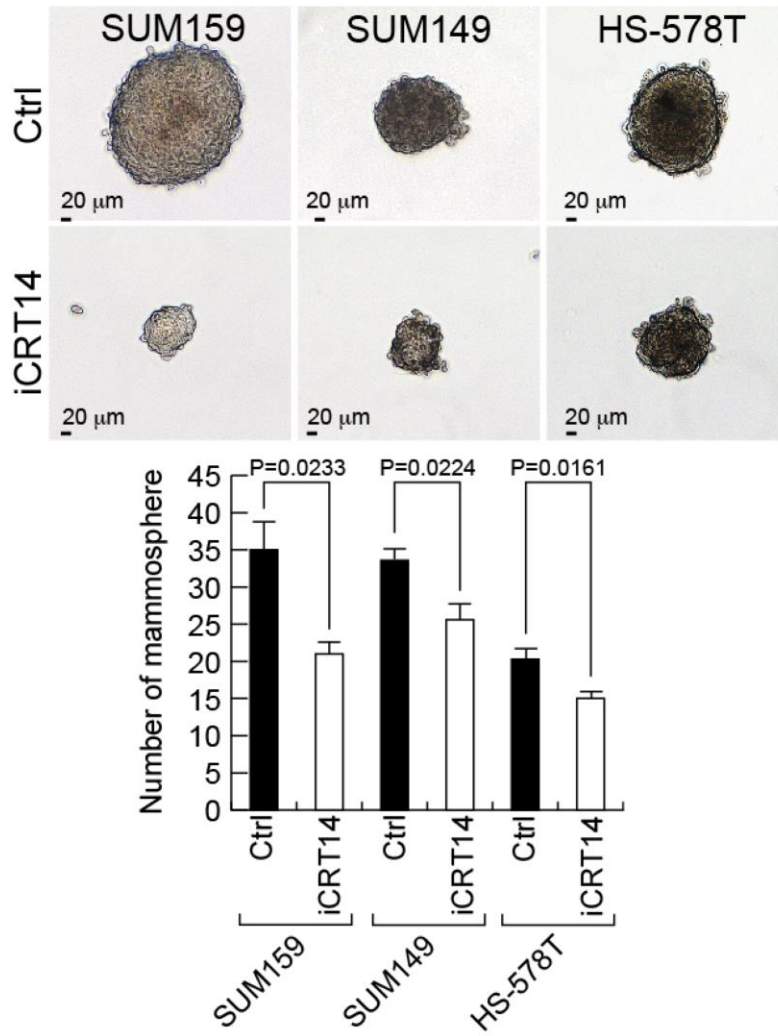 SUM159 SUM149 HS-578T
Ctrl
20 μm 20 μm 20 μm
iCRT14
20 μm 20 μm 20 μm
P=0.0233 P=0.0224 P=0.0161
Number of mammosphere
45
40
35
30
25
20
15
10
5
0
Ctrl iCRT14 Ctrl iCRT14 Ctrl iCRT14
SUM159 SUM149 HS-578T